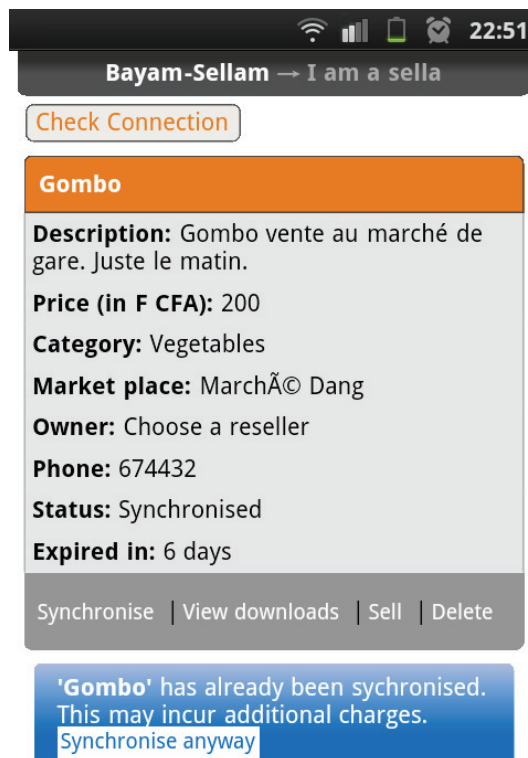 22:51
Bayam-Sellam → I am a sella
Check Connection
Gombo
Description: Gombo vente au marché de
gare. Juste le matin.
Price (in F CFA): 200
Category: Vegetables
Market place: MarchÃ© Dang
Owner: Choose a reseller
Phone: 674432
Status: Synchronised
Expired in: 6 days
Synchronise | View downloads | Sell | Delete
'Gombo' has already been sychronised.
This may incur additional charges.
Synchronise anyway